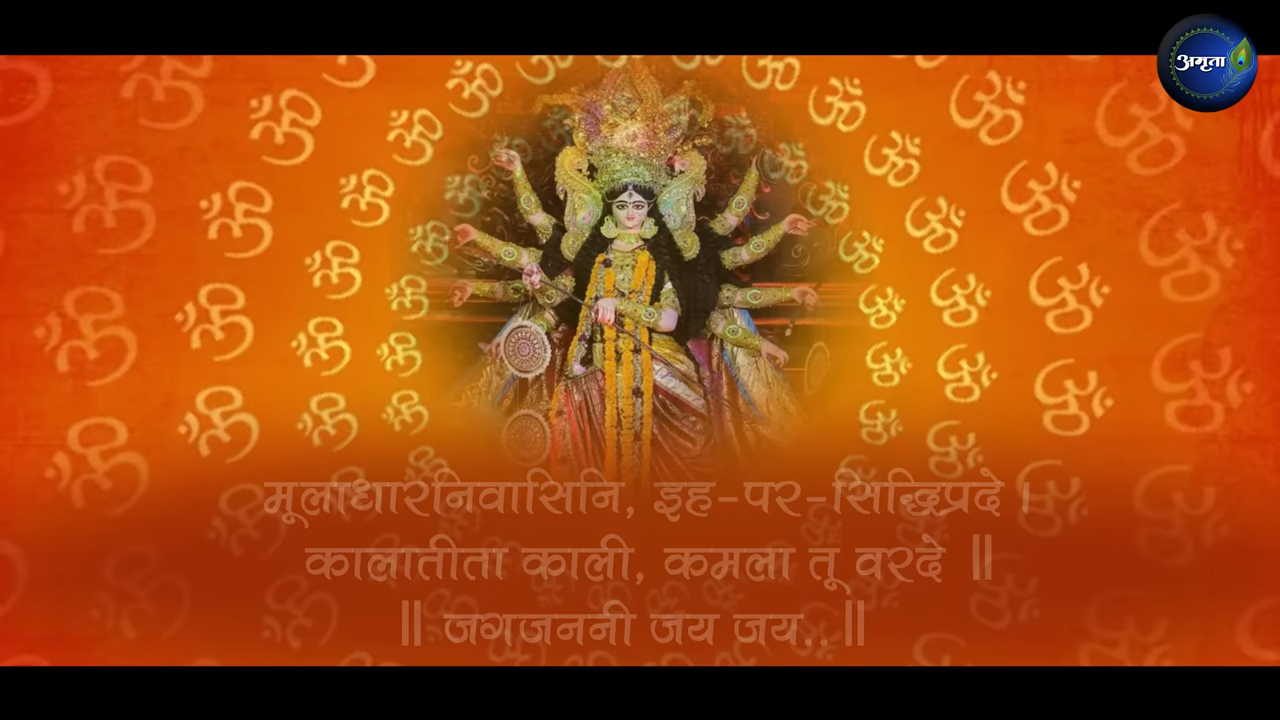 अमृता
मूलाधारनिवासिनि, इह-पर-सिद्धिप्रदे ।
कालातीता काली, कमला तू वरदे ॥
॥ जगजननी जय जय.. ॥